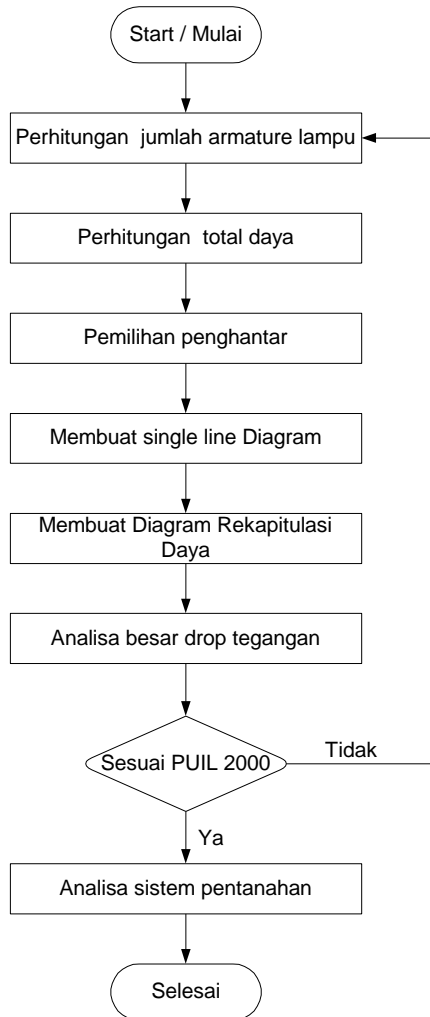 Start / Mulai
Perhitungan jumlah armature lampu
Perhitungan total daya
Pemilihan penghantar
Membuat single line Diagram
Membuat Diagram Rekapitulasi
Daya
Analisa besar drop tegangan
Sesuai PUIL 2000
Tidak
Ya
Analisa sistem pentanahan
Selesai